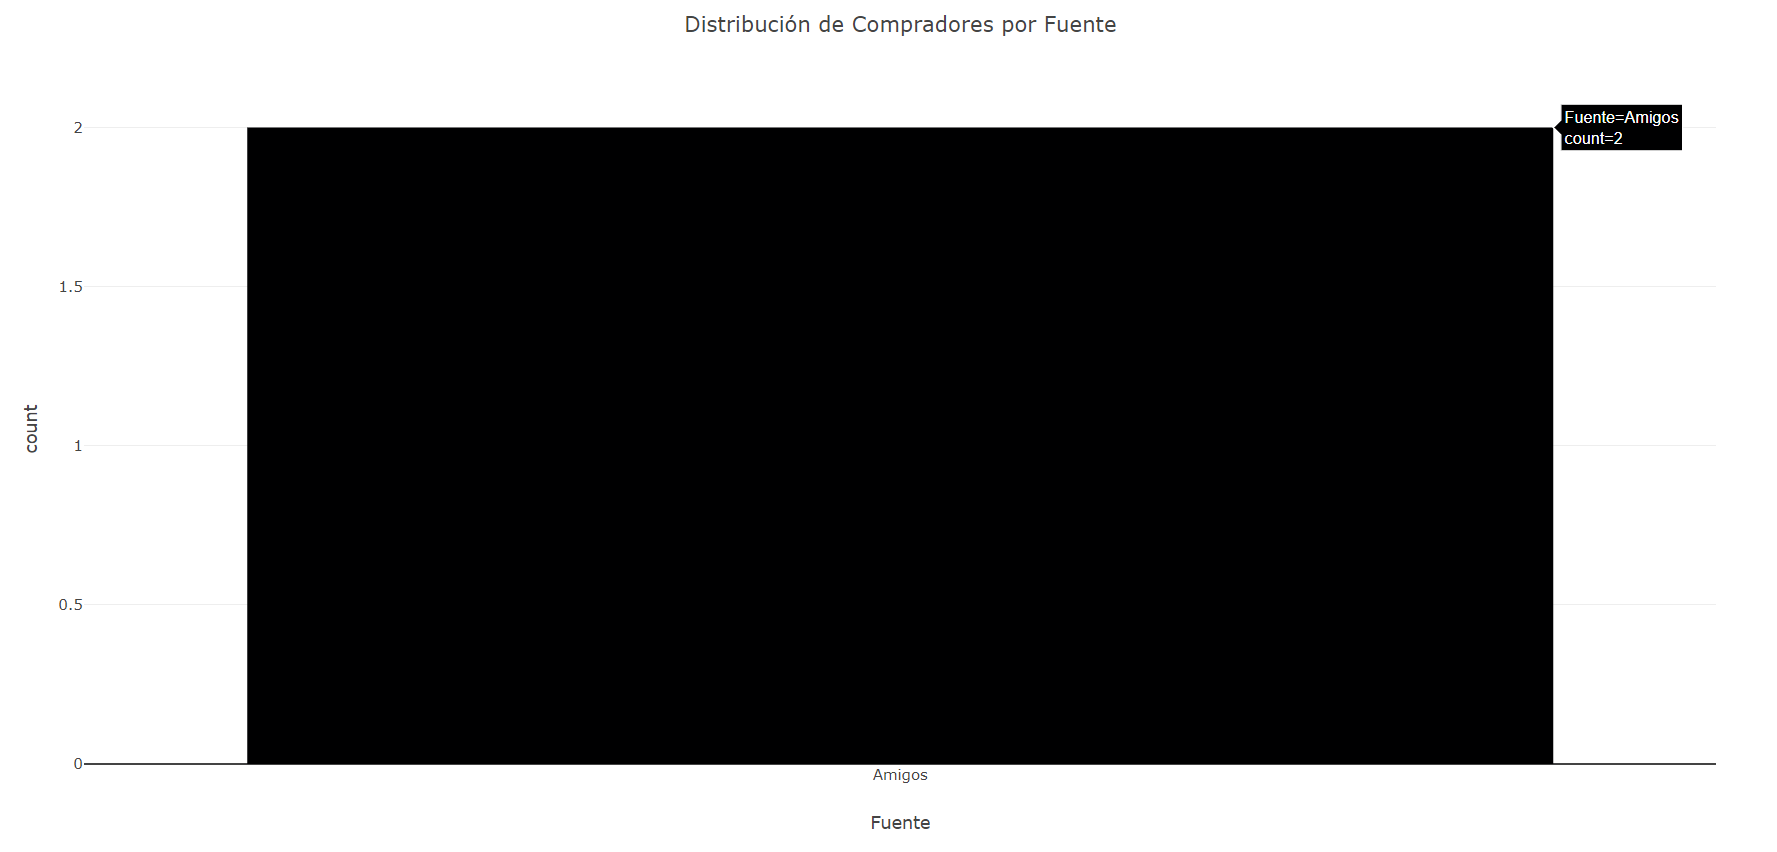 Distribución de Compradores por Fuente
Fuente=Amigos
count=2
2
1.5
1
0.5
0
count
Amigos
Fuente